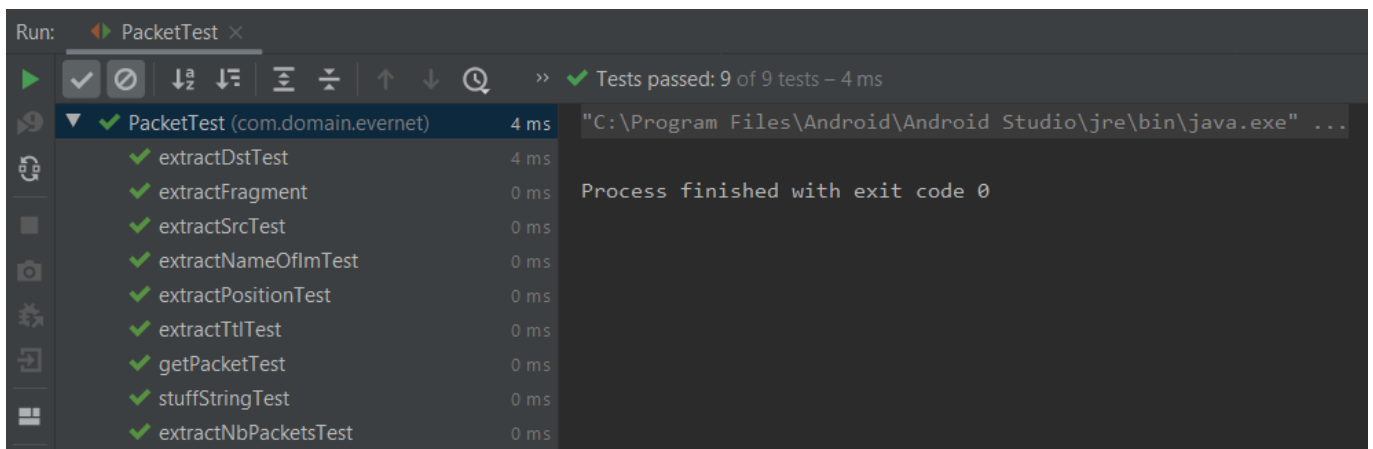 Run: PacketTest ×
>> Tests passed: 9 of 9 tests – 4 ms
PacketTest (com.domain.evernet) 4 ms "C:\Program Files\Android\Android Studio\jre\bin\java.exe" ...
extractDstTest 4 ms
extractFragment 0 ms Process finished with exit code 0
extractSrcTest 0 ms
extractNameOfImTest 0 ms
extractPositionTest 0 ms
extractTtlTest 0 ms
getPacketTest 0 ms
stuffStringTest 0 ms
extractNbPacketsTest 0 ms